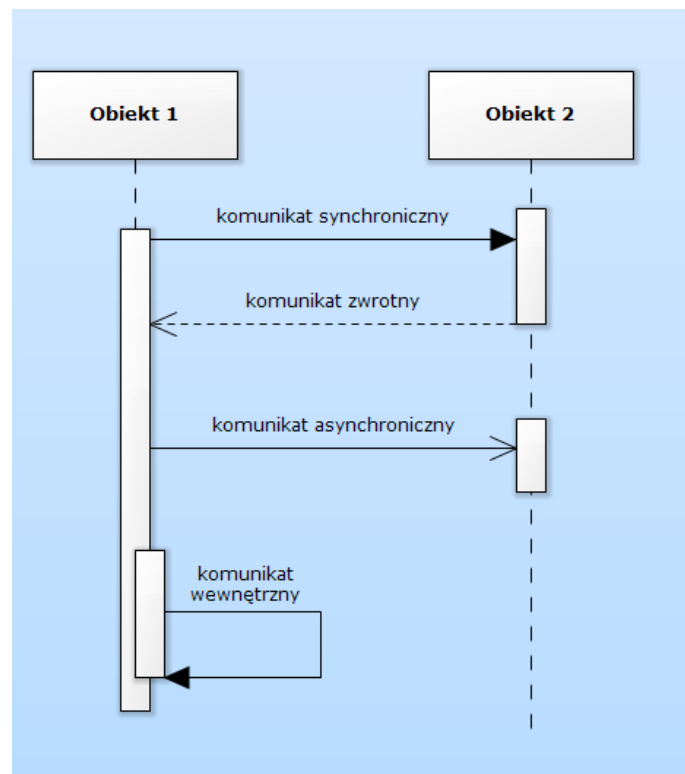 Obiekt 1
Obiekt 2
komunikat synchroniczny
komunikat zwrotny
komunikat asynchroniczny
komunikat
wewnętrzny